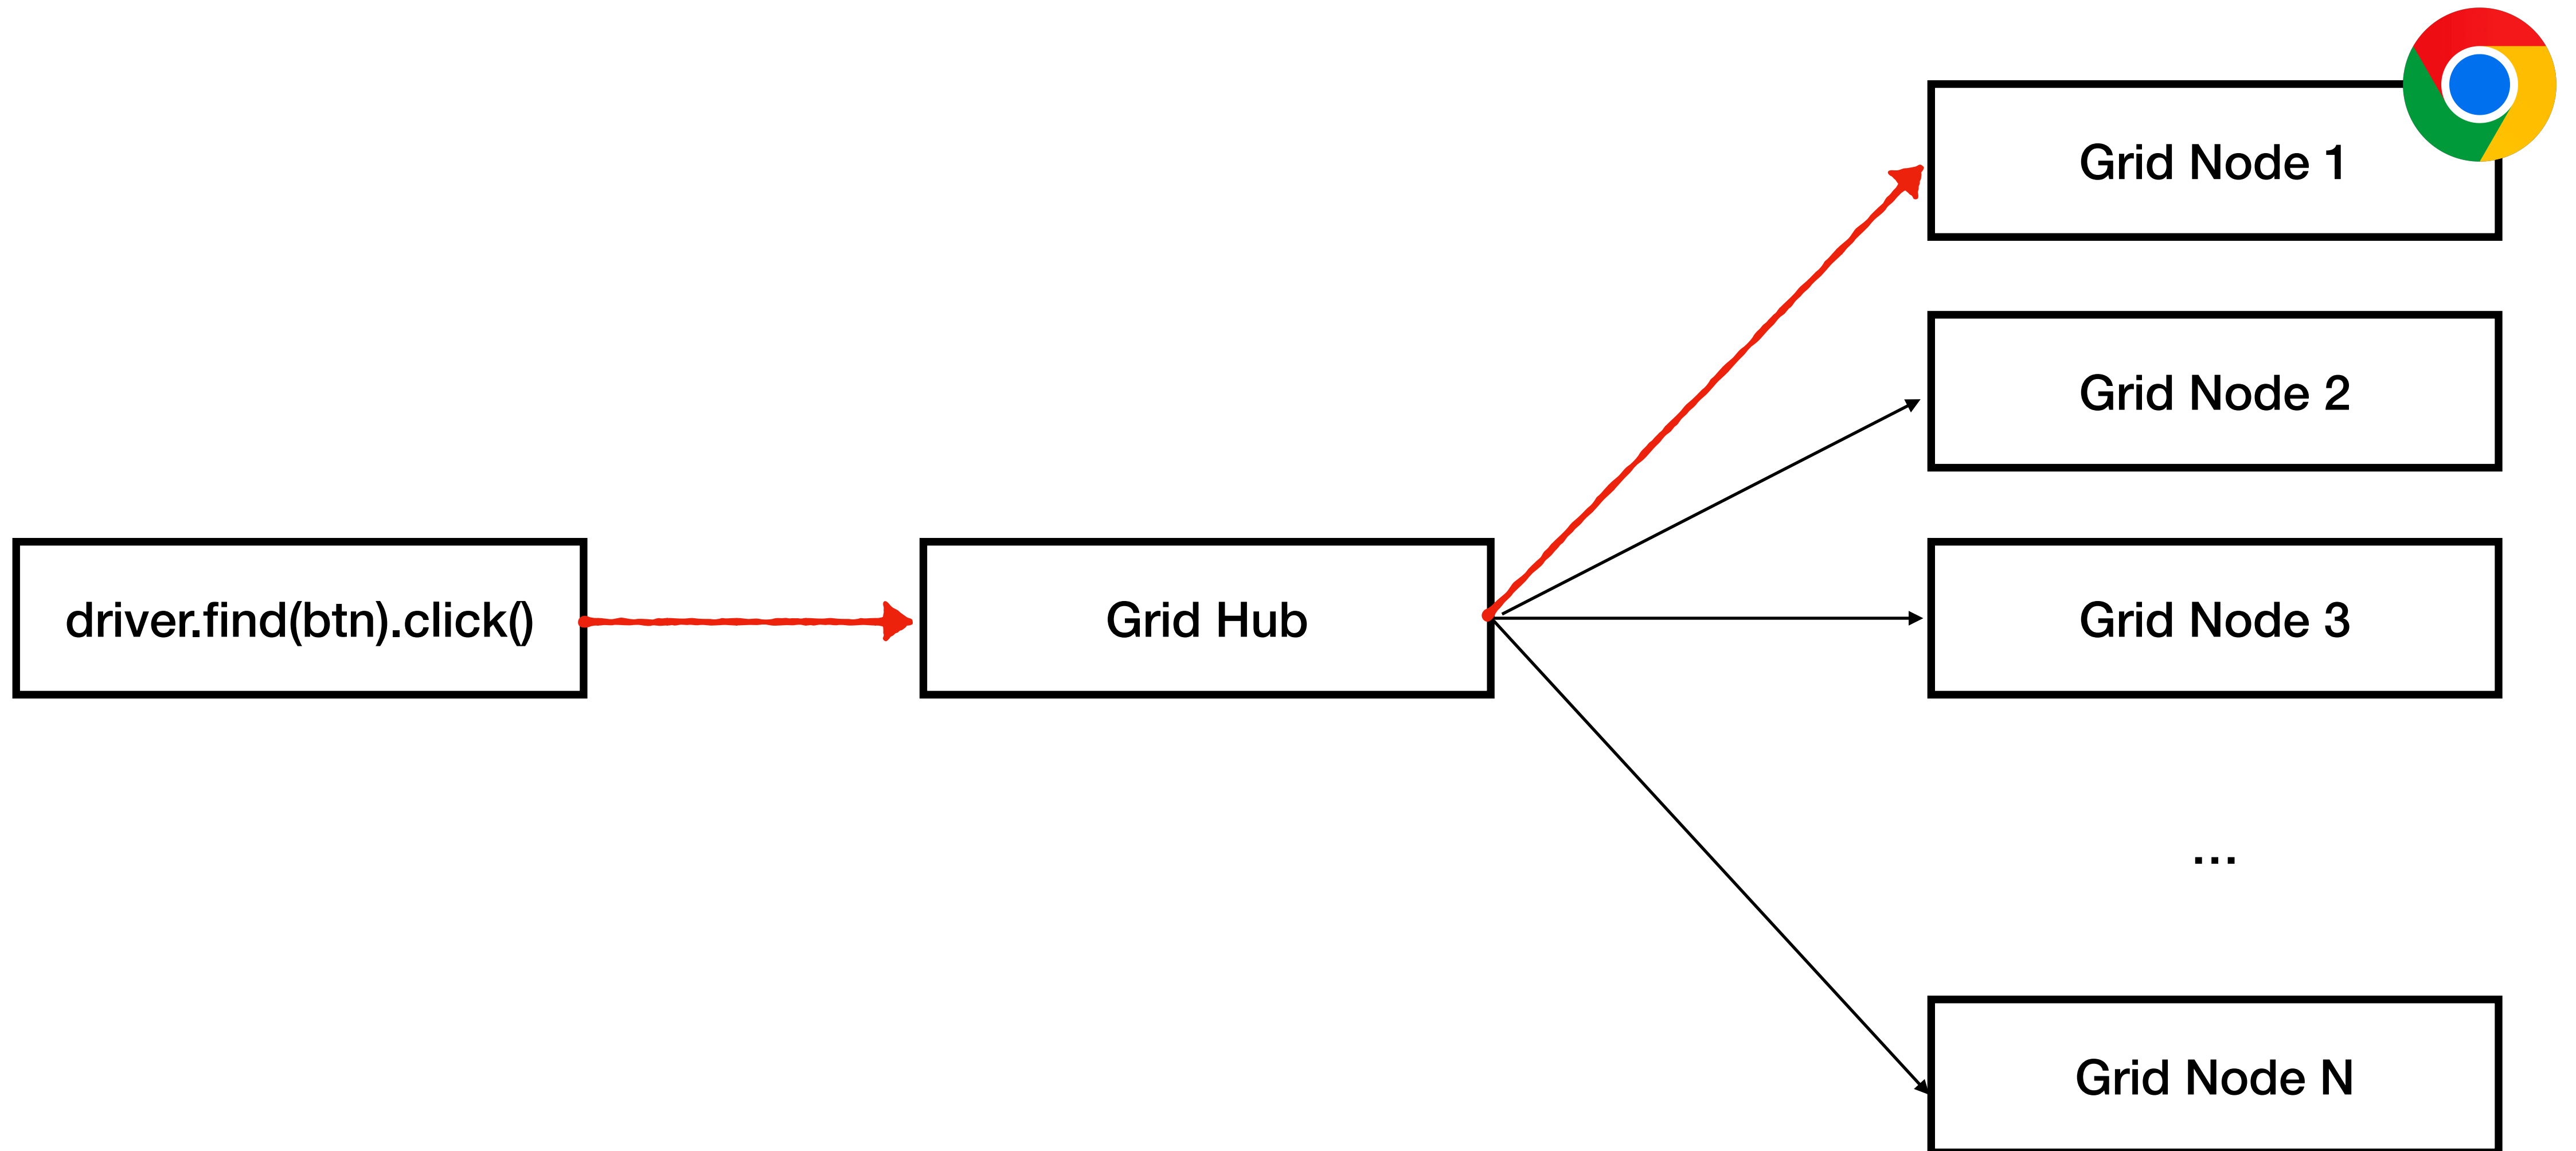 driver.find(btn).click()
Grid Hub
Grid Node 1
Grid Node 2
Grid Node 3
...
Grid Node N